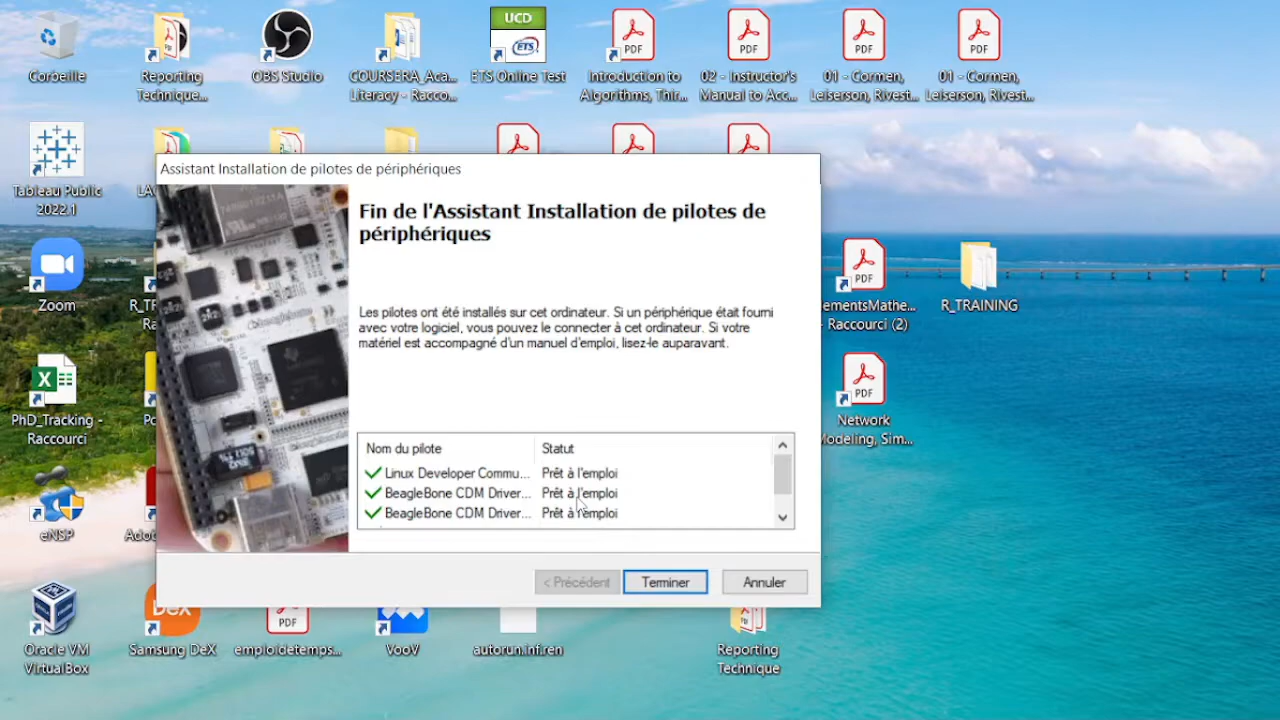 Corbeille
Reporting
Technique...
OBS Studio
COURSERA_Aca...
Literacy - Racco...
UCD
ETS
ETS Online Test
PDF
Introduction to
Algorithms, Thir...
PDF
02 - Instructor's
Manual to Acc...
PDF
01 - Cormen,
Leiserson, Rivest...
PDF
01 - Cormen,
Leiserson, Rivest...
Tableau Public
2022.1
Zoom
PhD_Tracking -
Raccourci
eNSP
Oracle VM
VirtualBox
Assistant Installation de pilotes de périphériques
Fin de l'Assistant Installation de pilotes de
périphériques
Les pilotes ont été installés sur cet ordinateur. Si un périphérique était fourni
avec votre logiciel, vous pouvez le connecter à cet ordinateur. Si votre
matériel est accompagné d'un manuel d'emploi, lisez-le auparavant.
Nom du pilote Statut
Linux Developer Commu... Prêt à l'emploi
BeagleBone CDM Driver... Prêt à l'emploi
BeagleBone CDM Driver... Prêt à l'emploi
< Précédent Terminer Annuler
PDF
ementsMathe...
- Raccourci (2)
R_TRAINING
PDF
Network
Modeling, Sim...
DeX
Samsung DeX
PDF
emploidetemps...
VooV
autorun.inf.ren
Reporting
Technique